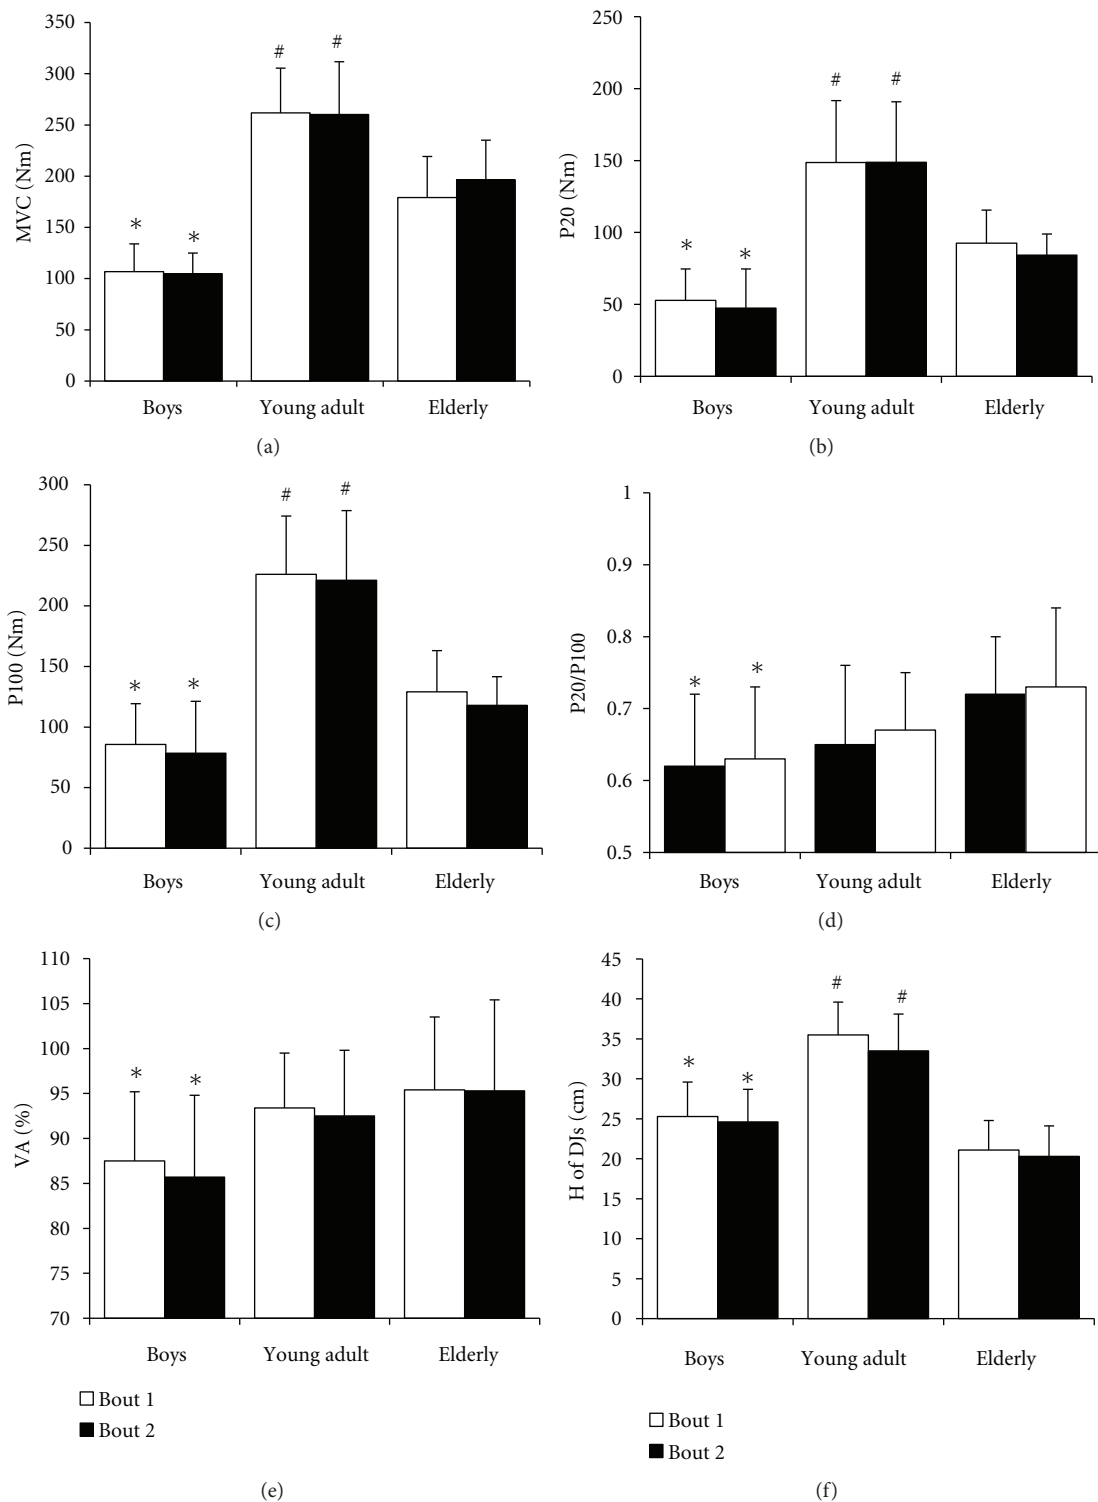 350
300
250
200
150
100
50
0
MVC (Nm)
# #
* *
Boys Young adult Elderly
(a)
250
200
150
100
50
0
P20 (Nm)
# #
* *
Boys Young adult Elderly
(b)
300
250
200
150
100
50
0
P100 (Nm)
# #
* *
Boys Young adult Elderly
(c)
1
0.9
0.8
0.7
0.6
0.5
P20/P100
* *
Boys Young adult Elderly
(d)
110
105
100
95
90
85
80
75
70
VA (%)
* *
Boys Young adult Elderly
Bout 1
Bout 2
(e)
45
40
35
30
25
20
15
10
5
0
H of DJs (cm)
# #
* *
Boys Young adult Elderly
Bout 1
Bout 2
(f)